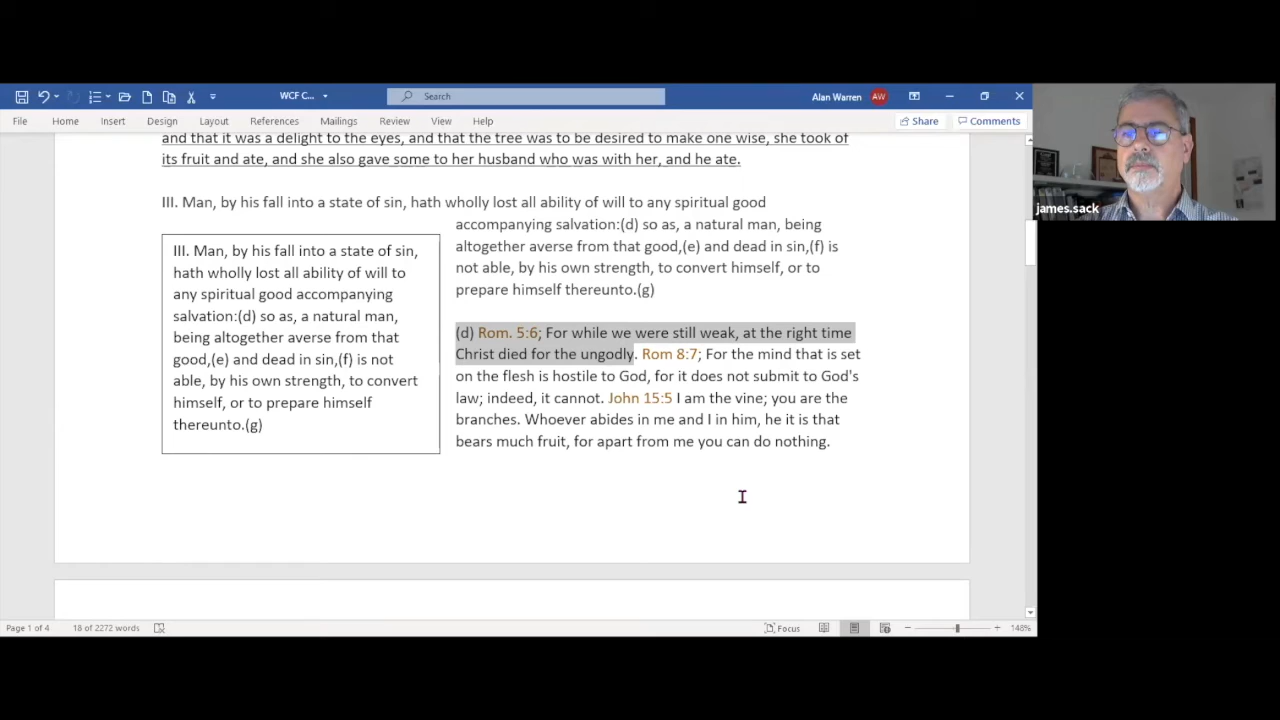 WCF C...
Search
Alan Warren
AW
File
Home
Insert
Design
Layout
References
Mailings
Review
View
Help
Share
Comments
james.sack
and that it was a delight to the eyes, and that the tree was to be desired to make one wise, she took of
its fruit and ate, and she also gave some to her husband who was with her, and he ate.
III. Man, by his fall into a state of sin, hath wholly lost all ability of will to any spiritual good
accompanying salvation:(d) so as, a natural man, being
altogether averse from that good,(e) and dead in sin,(f) is
not able, by his own strength, to convert himself, or to
prepare himself thereunto.(g)
III. Man, by his fall into a state of sin,
hath wholly lost all ability of will to
any spiritual good accompanying
salvation:(d) so as, a natural man,
being altogether averse from that
good,(e) and dead in sin,(f) is not
able, by his own strength, to convert
himself, or to prepare himself
thereunto.(g)
(d) Rom. 5:6; For while we were still weak, at the right time
Christ died for the ungodly. Rom 8:7; For the mind that is set
on the flesh is hostile to God, for it does not submit to God's
law; indeed, it cannot. John 15:5 I am the vine; you are the
branches. Whoever abides in me and I in him, he it is that
bears much fruit, for apart from me you can do nothing.
Page 1 of 4
18 of 2272 words
Focus
148%